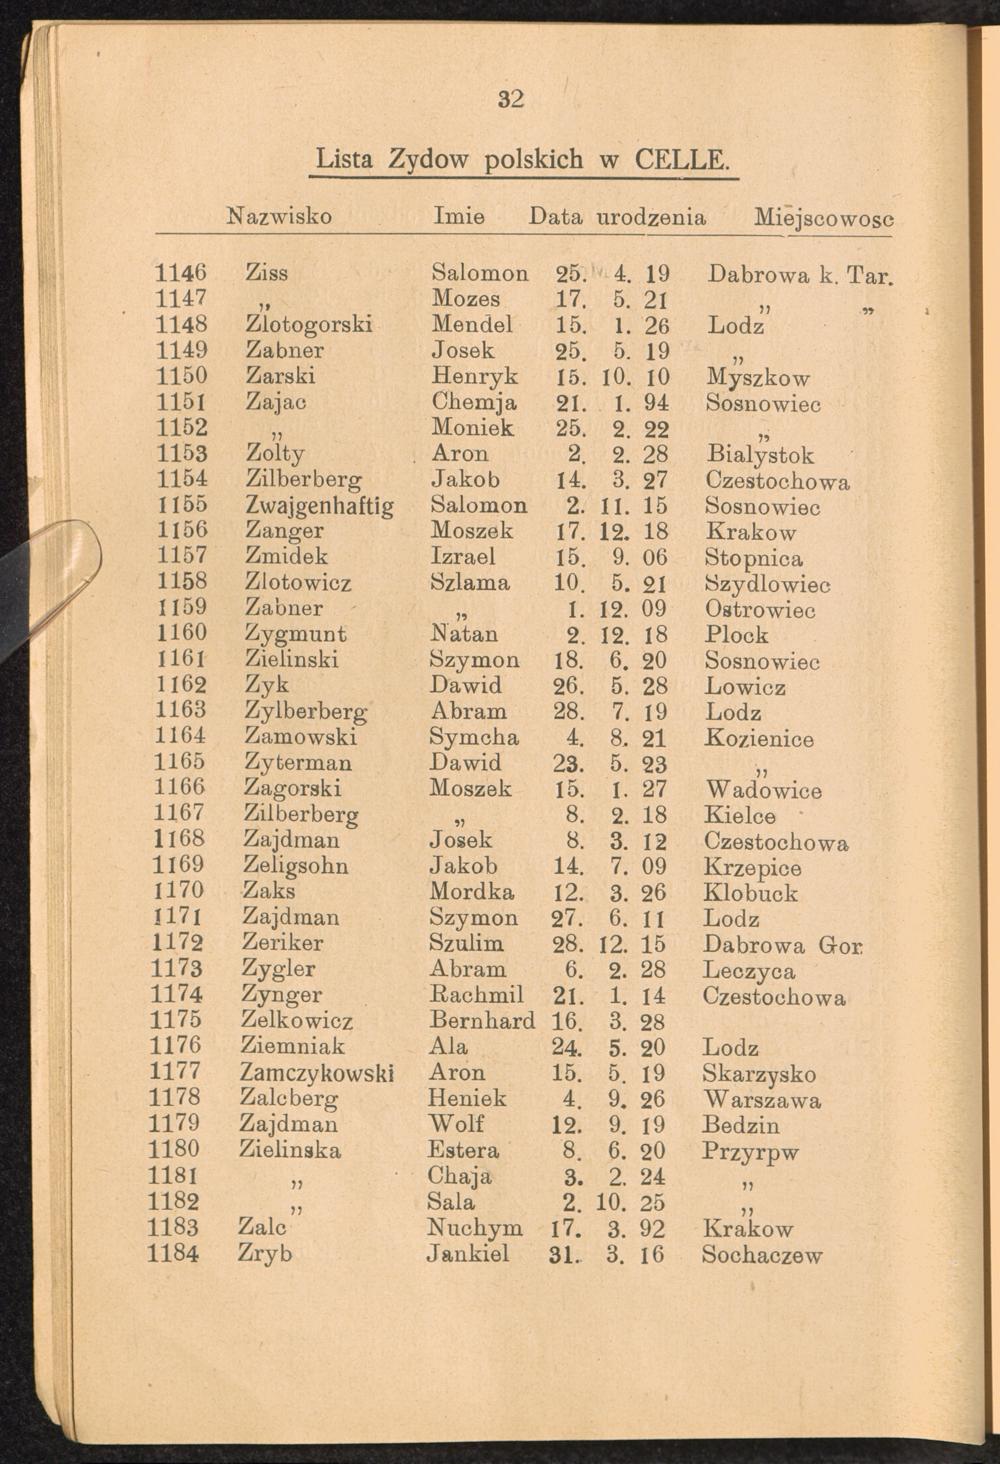 32
Lista Zydow polskich w CELLE.
Nazwisko Imie Data urodzenia Miejscowosc
1146 Ziss Salomon 25. 4. 19 Dabrowa k. Tar.
1147 „ Mozes 17. 5. 21 „ „
1148 Zlotogorski Mendel 15. 1. 26 Lodz
1149 Zabner Josek 25. 5. 19 „
1150 Zarski Henryk 15. 10. 10 Myszkow
1151 Zajac Chemja 21. 1. 94 Sosnowiec
1152 „ Moniek 25. 2. 22 „
1153 Zolty Aron 2. 2. 28 Bialystok
1154 Zilberberg Jakob 14. 3. 27 Czestochowa
1155 Zwajgenhaftig Salomon 2. 11. 15 Sosnowiec
1156 Zanger Moszek 17. 12. 18 Krakow
1157 Zmidek Izrael 15. 9. 06 Stopnica
1158 Zlotowicz Szlama 10. 5. 21 Szydlowiec
1159 Zabner „ 1. 12. 09 Ostrowiec
1160 Zygmunt Natan 2. 12. 18 Plock
1161 Zielinski Szymon 18. 6. 20 Sosnowiec
1162 Zyk Dawid 26. 5. 28 Lowicz
1163 Zylberberg Abram 28. 7. 19 Lodz
1164 Zamowski Symcha 4. 8. 21 Kozienice
1165 Zyterman Dawid 23. 5. 23 „
1166 Zagorski Moszek 15. 1. 27 Wadowice
1167 Zilberberg „ 8. 2. 18 Kielce
1168 Zajdman Josek 8. 3. 12 Czestochowa
1169 Zeligsohn Jakob 14. 7. 09 Krzepice
1170 Zaks Mordka 12. 3. 26 Klobuck
1171 Zajdman Szymon 27. 6. 11 Lodz
1172 Zeriker Szulim 28. 12. 15 Dabrowa Gor.
1173 Zygler Abram 6. 2. 28 Leczyca
1174 Zynger Rachmil 21. 1. 14 Czestochowa
1175 Zelkowicz Bernhard 16. 3. 28
1176 Ziemniak Ala 24. 5. 20 Lodz
1177 Zamczykowski Aron 15. 5. 19 Skarzysko
1178 Zalcberg Heniek 4. 9. 26 Warszawa
1179 Zajdman Wolf 12. 9. 19 Bedzin
1180 Zielinska Estera 8. 6. 20 Przyrpw
1181 „ Chaja 3. 2. 24 „
1182 „ Sala 2. 10. 25 „
1183 Zalc Nuchym 17. 3. 92 Krakow
1184 Zryb Jankiel 31. 3. 16 Sochaczew